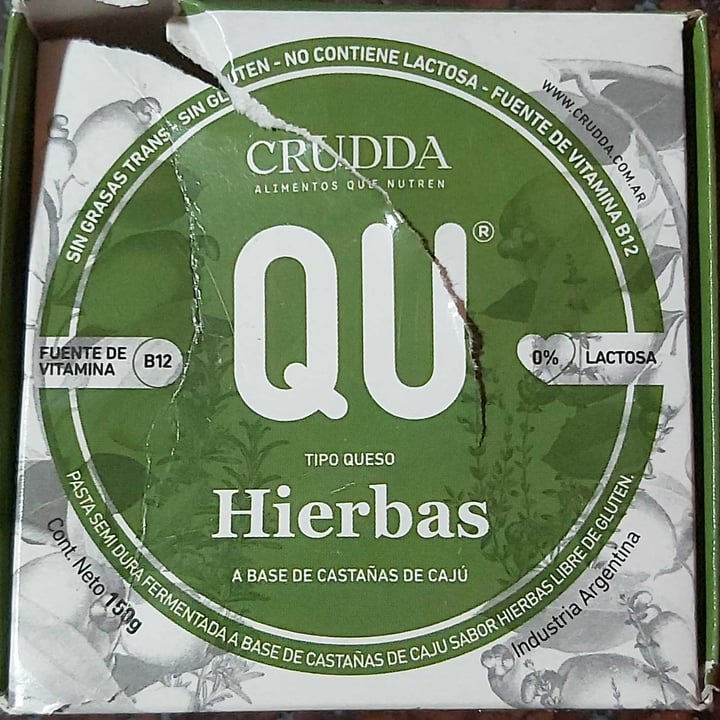 SIN GRASAS TRANS - SIN GLUTEN - NO CONTIENE LACTOSA - FUENTE DE VITAMINA B12
WWW.CRUDDA.COM.AR
CRUDDA
ALIMENTOS QUE NUTREN
QU®
FUENTE DE
VITAMINA B12
0% LACTOSA
TIPO QUESO
Hierbas
A BASE DE CASTAÑAS DE CAJÚ
PASTA SEMI DURA FERMENTADA A BASE DE CASTAÑAS DE CAJU SABOR HIERBAS LIBRE DE GLUTEN.
Cont. Neto 150g
Industria Argentina